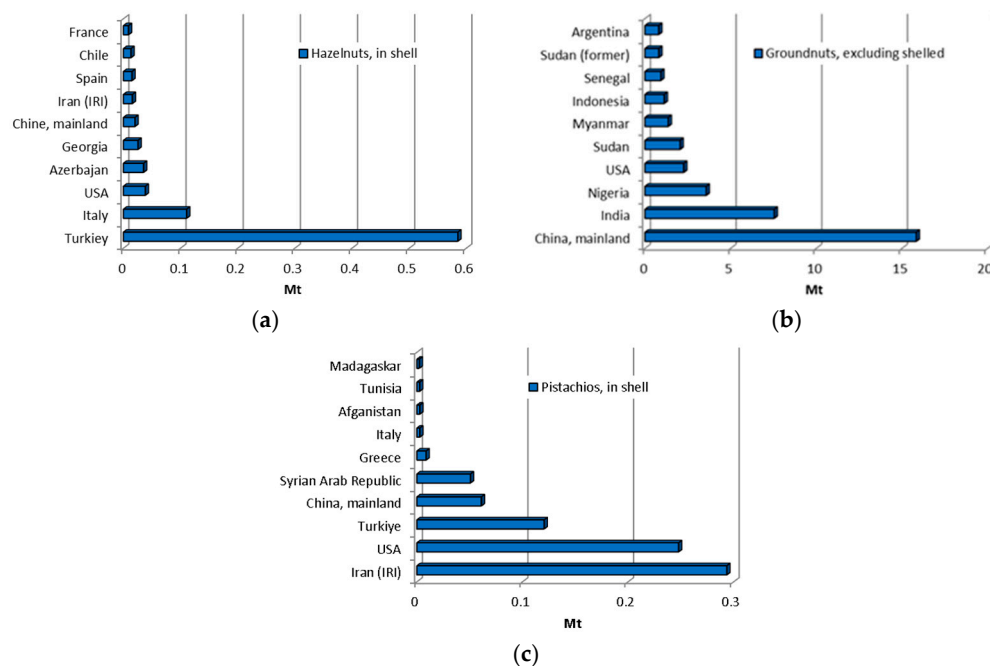 France
Chile
Spain
Iran (IRI)
Chine, mainland
Georgia
Azerbajan
USA
Italy
Turkiey
Hazelnuts, in shell
0 0.1 0.2 0.3 0.4 0.5 0.6
Mt
(a)
Argentina
Sudan (former)
Senegal
Indonesia
Myanmar
Sudan
USA
Nigeria
India
China, mainland
Groundnuts, excluding shelled
0 5 10 15 20
Mt
(b)
Madagaskar
Tunisia
Afganistan
Italy
Greece
Syrian Arab Republic
China, mainland
Turkiye
USA
Iran (IRI)
Pistachios, in shell
0 0.1 0.2 0.3
Mt
(c)